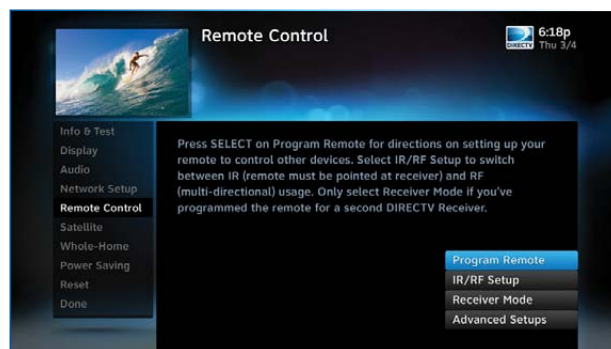 Remote Control
DIRECTV
6:18p
Thu 3/4
Info & Test
Display
Audio
Network Setup
Remote Control
Satellite
Whole-Home
Power Saving
Reset
Done
Press SELECT on Program Remote for directions on setting up your
remote to control other devices. Select IR/RF Setup to switch
between IR (remote must be pointed at receiver) and RF
(multi-directional) usage. Only select Receiver Mode if you've
programmed the remote for a second DIRECTV Receiver.
Program Remote
IR/RF Setup
Receiver Mode
Advanced Setups